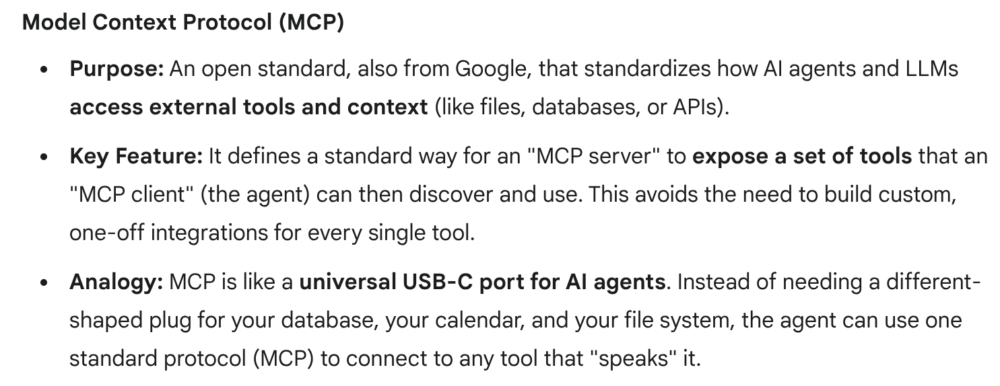 Model Context Protocol (MCP)
• Purpose: An open standard, also from Google, that standardizes how AI agents and LLMs
access external tools and context (like files, databases, or APIs).
• Key Feature: It defines a standard way for an "MCP server" to expose a set of tools that an
"MCP client" (the agent) can then discover and use. This avoids the need to build custom,
one-off integrations for every single tool.
• Analogy: MCP is like a universal USB-C port for AI agents. Instead of needing a different-
shaped plug for your database, your calendar, and your file system, the agent can use one
standard protocol (MCP) to connect to any tool that "speaks" it.